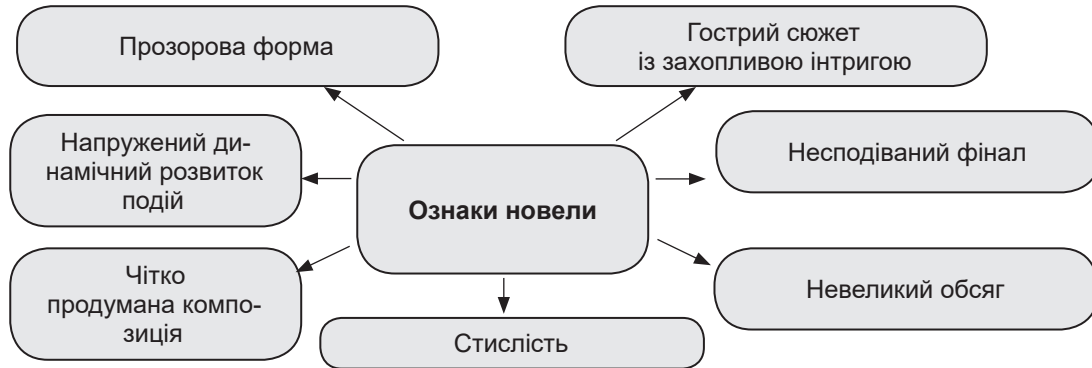 Прозорова форма
Гострий сюжет
із захопливою інтригою
Напружений ди-
намічний розвиток
подій
Ознаки новели
Несподіваний фінал
Чітко
продумана компо-
зиція
Стислість
Невеликий обсяг